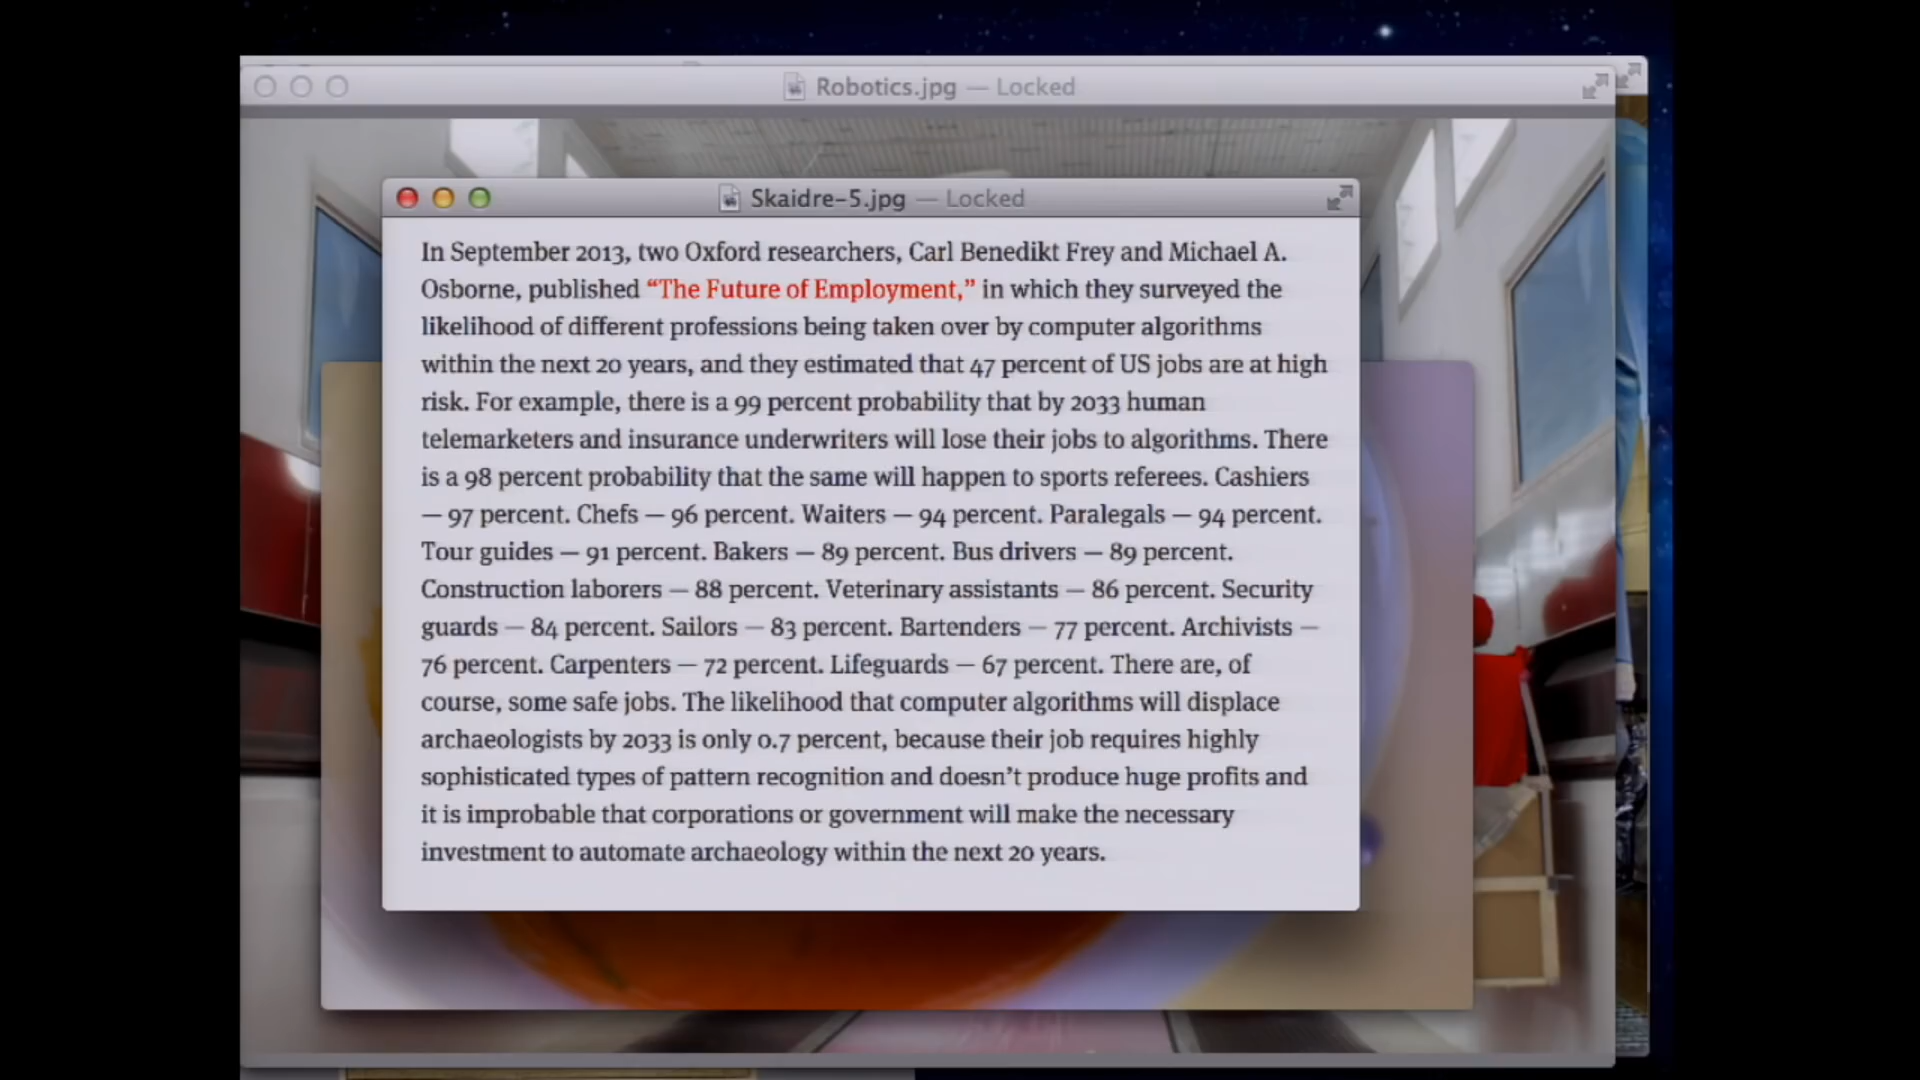 Robotics.jpg — Locked
Skaidre-5.jpg — Locked
In September 2013, two Oxford researchers, Carl Benedikt Frey and Michael A.
Osborne, published “The Future of Employment,” in which they surveyed the
likelihood of different professions being taken over by computer algorithms
within the next 20 years, and they estimated that 47 percent of US jobs are at high
risk. For example, there is a 99 percent probability that by 2033 human
telemarketers and insurance underwriters will lose their jobs to algorithms. There
is a 98 percent probability that the same will happen to sports referees. Cashiers
— 97 percent. Chefs — 96 percent. Waiters — 94 percent. Paralegals — 94 percent.
Tour guides — 91 percent. Bakers — 89 percent. Bus drivers — 89 percent.
Construction laborers — 88 percent. Veterinary assistants — 86 percent. Security
guards — 84 percent. Sailors — 83 percent. Bartenders — 77 percent. Archivists —
76 percent. Carpenters — 72 percent. Lifeguards — 67 percent. There are, of
course, some safe jobs. The likelihood that computer algorithms will displace
archaeologists by 2033 is only 0.7 percent, because their job requires highly
sophisticated types of pattern recognition and doesn’t produce huge profits and
it is improbable that corporations or government will make the necessary
investment to automate archaeology within the next 20 years.